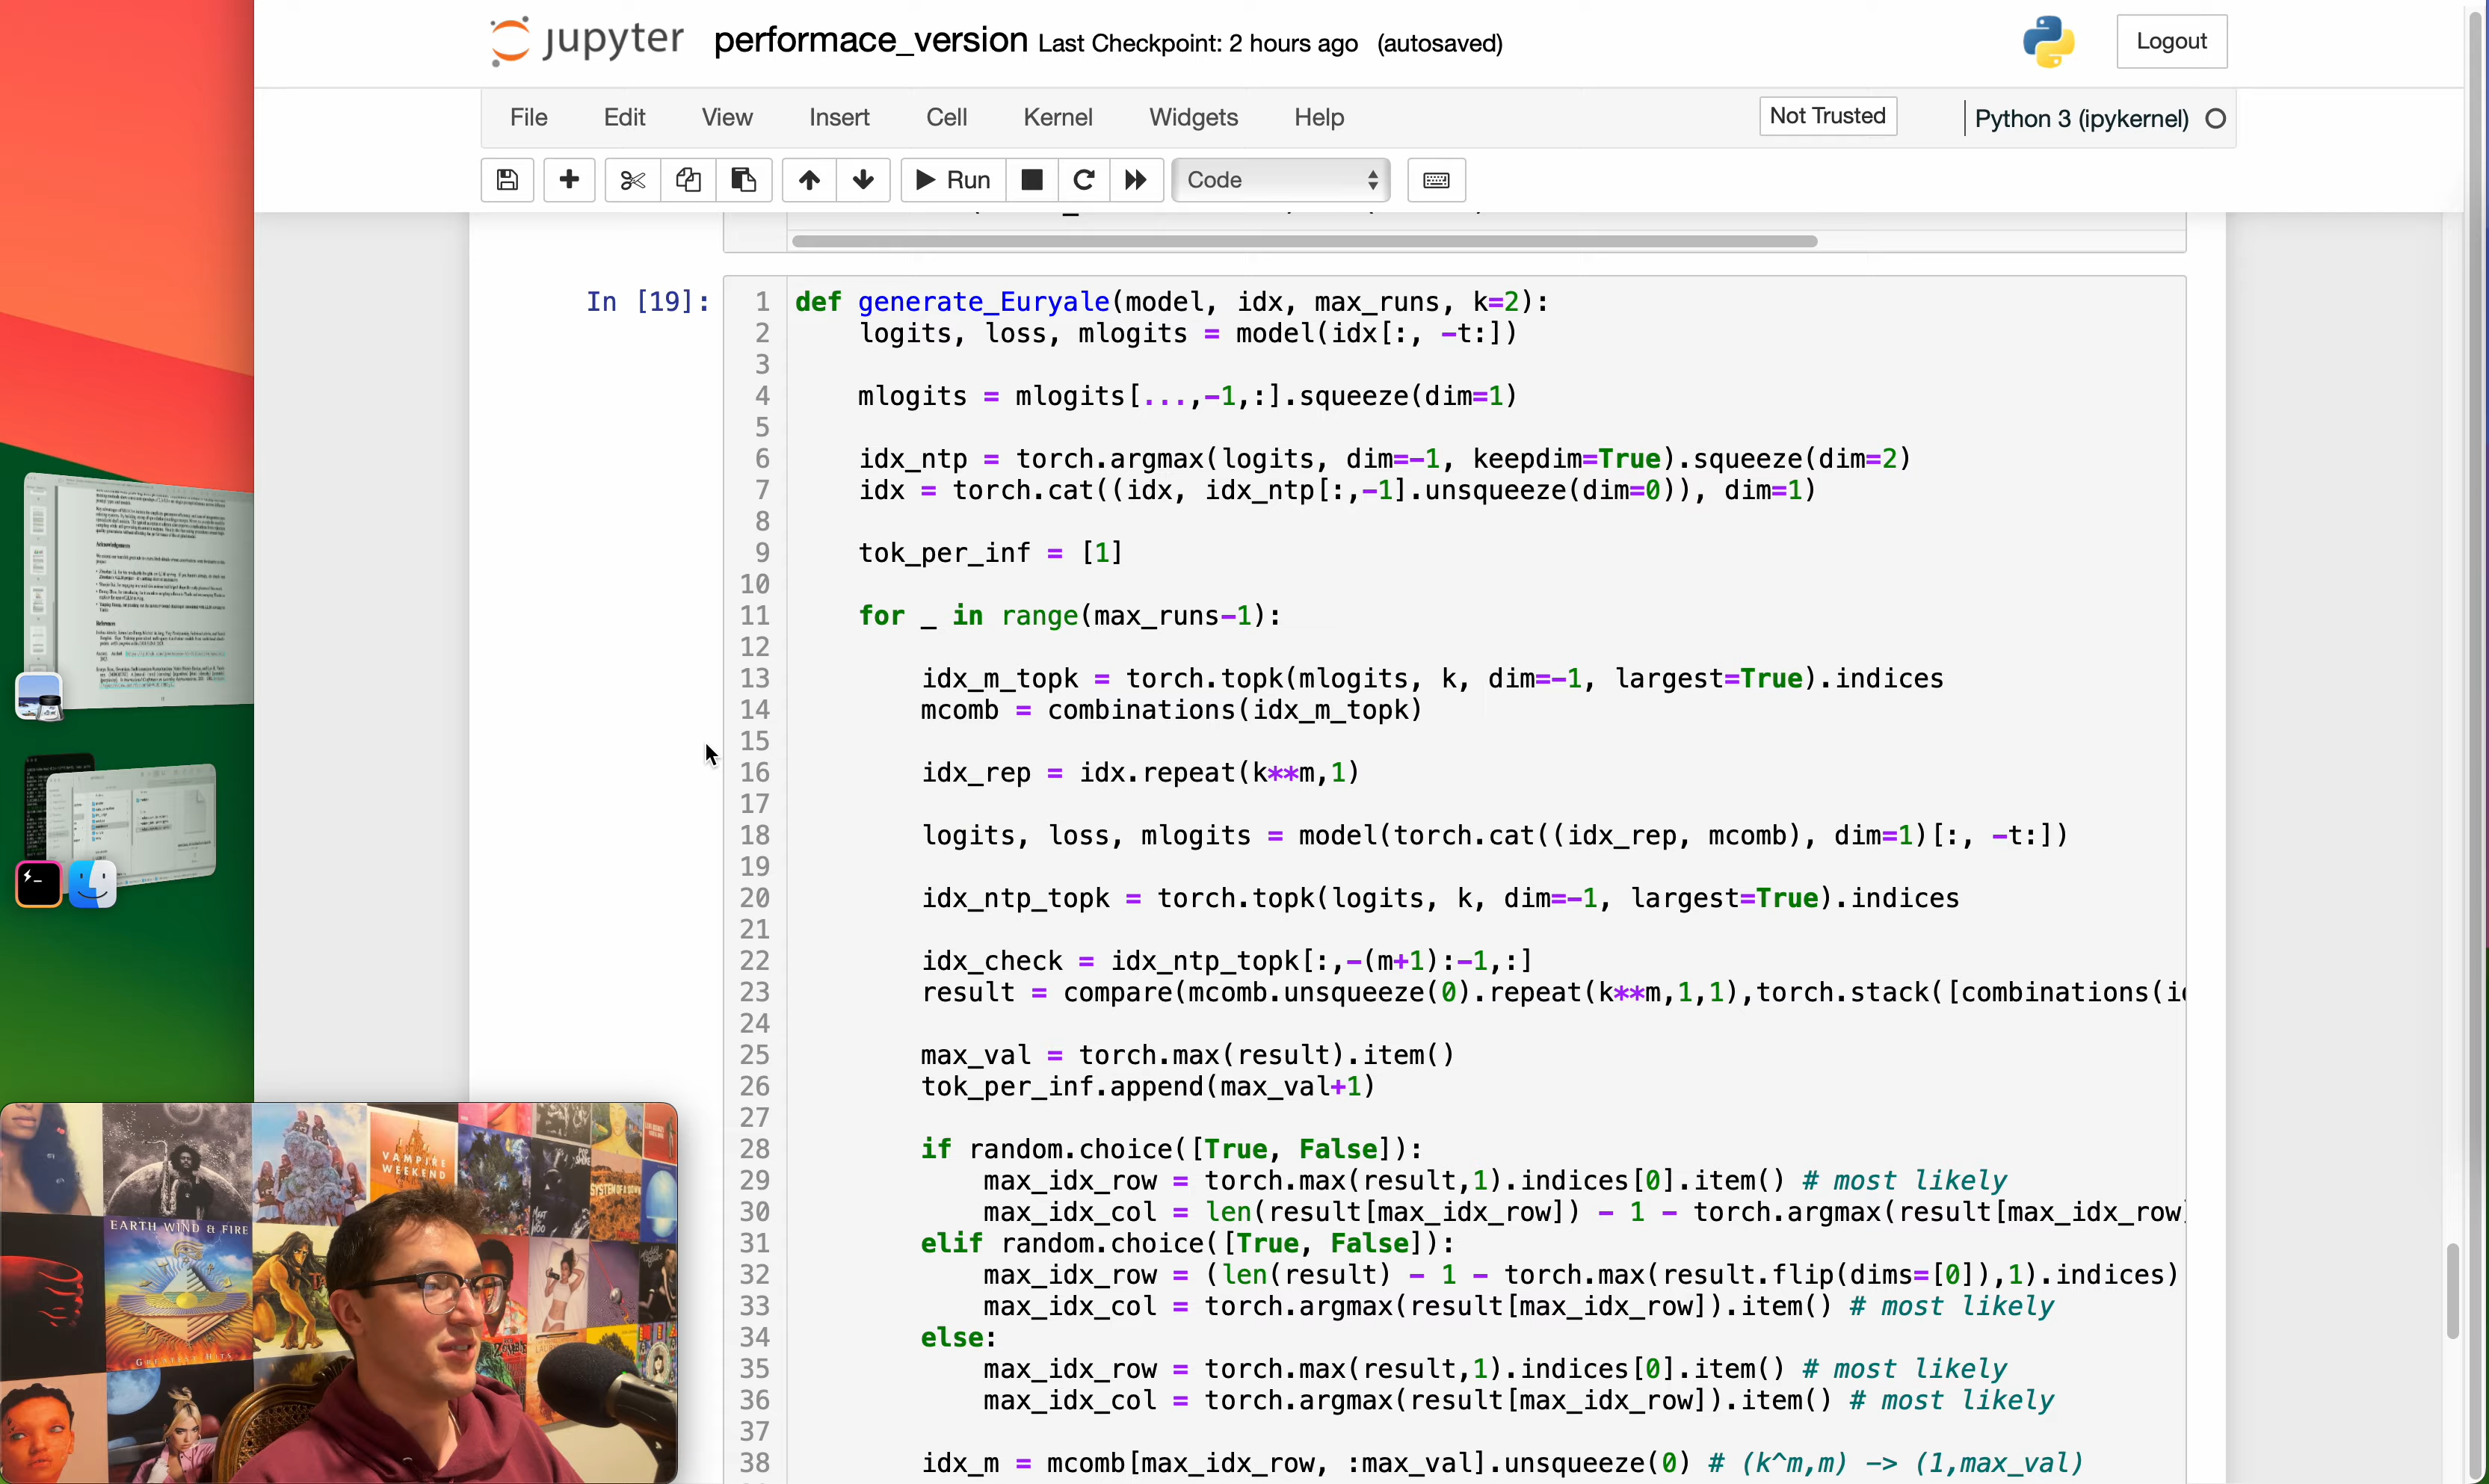 jupyter performace_version Last Checkpoint: 2 hours ago (autosaved)
Logout
File Edit View Insert Cell Kernel Widgets Help
Not Trusted
Python 3 (ipykernel)
Run
Code
In [19]:
1 def generate_Euryale(model, idx, max_runs, k=2):
2 logits, loss, mlogits = model(idx[:, -t:])
3
4 mlogits = mlogits[...,-1,:].squeeze(dim=1)
5
6 idx_ntp = torch.argmax(logits, dim=-1, keepdim=True).squeeze(dim=2)
7 idx = torch.cat((idx, idx_ntp[:,-1].unsqueeze(dim=0)), dim=1)
8
9 tok_per_inf = [1]
10
11 for _ in range(max_runs-1):
12
13 idx_m_topk = torch.topk(mlogits, k, dim=-1, largest=True).indices
14 mcomb = combinations(idx_m_topk)
15
16 idx_rep = idx.repeat(k**m,1)
17
18 logits, loss, mlogits = model(torch.cat((idx_rep, mcomb), dim=1)[:, -t:])
19
20 idx_ntp_topk = torch.topk(logits, k, dim=-1, largest=True).indices
21
22 idx_check = idx_ntp_topk[:,-(m+1):-1,:]
23 result = compare(mcomb.unsqueeze(0).repeat(k**m,1,1),torch.stack([combinations(i
24
25 max_val = torch.max(result).item()
26 tok_per_inf.append(max_val+1)
27
28 if random.choice([True, False]):
29 max_idx_row = torch.max(result,1).indices[0].item() # most likely
30 max_idx_col = len(result[max_idx_row]) - 1 - torch.argmax(result[max_idx_row]
31 elif random.choice([True, False]):
32 max_idx_row = (len(result) - 1 - torch.max(result.flip(dims=[0]),1).indices)
33 max_idx_col = torch.argmax(result[max_idx_row]).item() # most likely
34 else:
35 max_idx_row = torch.max(result,1).indices[0].item() # most likely
36 max_idx_col = torch.argmax(result[max_idx_row]).item() # most likely
37
38 idx_m = mcomb[max_idx_row, :max_val].unsqueeze(0) # (k^m,m) -> (1,max_val)
VAMPIRE
WEEKEND
EARTH WIND & FIRE
GREATEST HITS
SYSTEM OF A DOWN